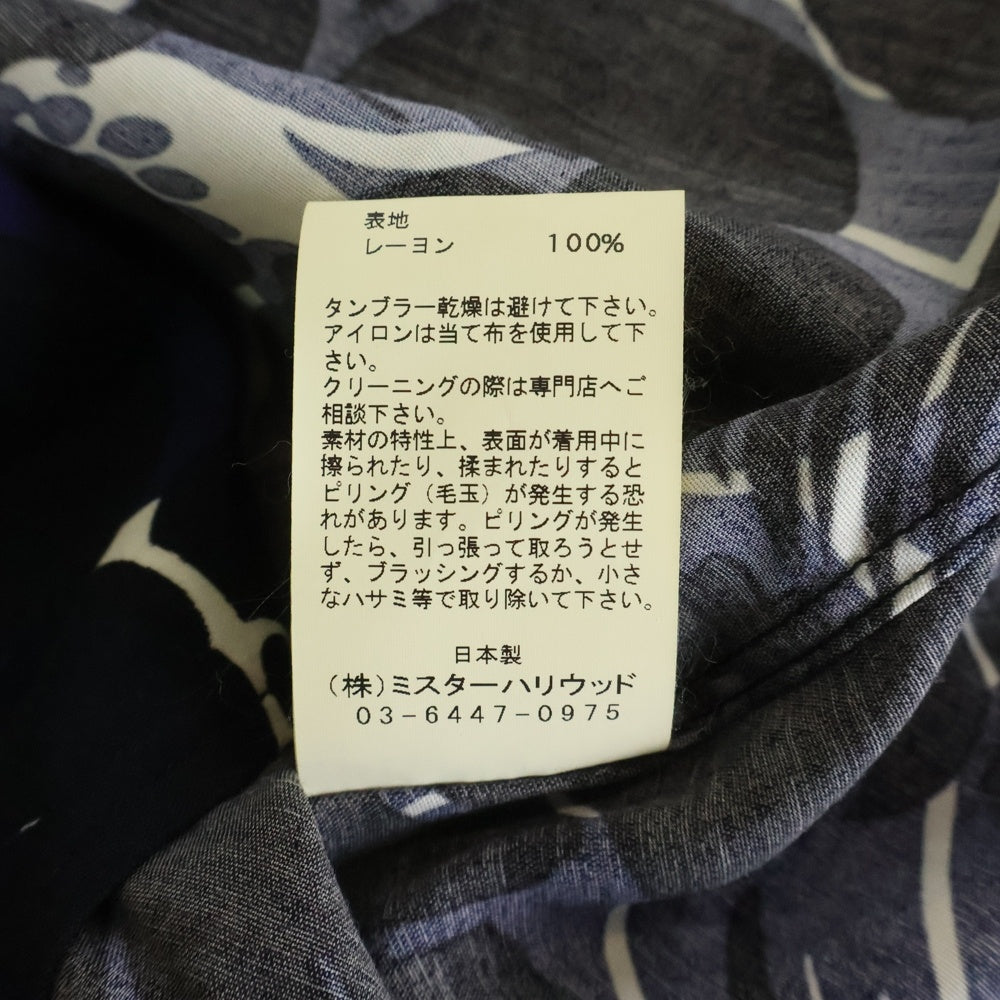 表地
レーヨン 100%
タンブラー乾燥は避けて下さい。
アイロンは当て布を使用して下
さい。
クリーニングの際は専門店へご
相談下さい。
素材の特性上、表面が着用中に
擦られたり、揉まれたりすると
ピリング（毛玉）が発生する恐
れがあります。ピリングが発生
したら、引っ張って取ろうとせ
ず、ブラッシングするか、小さ
なハサミ等で取り除いて下さい。
日本製
（株）ミスターハリウッド
03-6447-0975